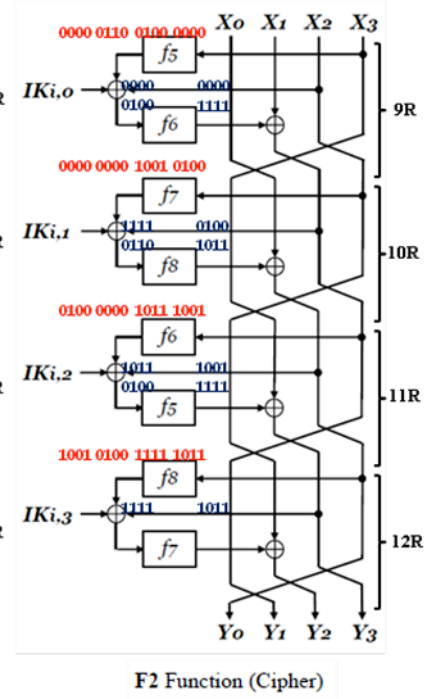 X0 X1 X2 X3
0000 0110 0100 0000
f5
IKi,0 0000 0000
0100 1111
f6
9R
0000 0000 1001 0100
f7
IKi,1 1111 0100
0110 1011
f8
10R
0100 0000 1011 1001
f6
IKi,2 1011 1001
0100 1111
f5
11R
1001 0100 1111 1011
f8
IKi,3 1111 1011
f7
12R
Y0 Y1 Y2 Y3
F2 Function (Cipher)